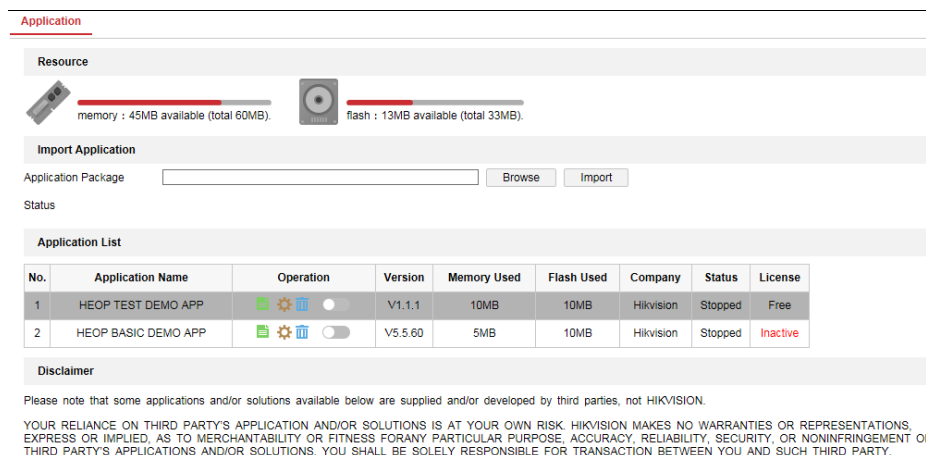 Application
Resource
memory : 45MB available (total 60MB). flash : 13MB available (total 33MB).
Import Application
Application Package Browse Import
Status
Application List
No. Application Name Operation Version Memory Used Flash Used Company Status License
1 HEOP TEST DEMO APP V1.1.1 10MB 10MB Hikvision Stopped Free
2 HEOP BASIC DEMO APP V5.5.60 5MB 10MB Hikvision Stopped Inactive
Disclaimer
Please note that some applications and/or solutions available below are supplied and/or developed by third parties, not HIKVISION.
YOUR RELIANCE ON THIRD PARTY'S APPLICATION AND/OR SOLUTIONS IS AT YOUR OWN RISK. HIKVISION MAKES NO WARRANTIES OR REPRESENTATIONS,
EXPRESS OR IMPLIED, AS TO MERCHANTABILITY OR FITNESS FORANY PARTICULAR PURPOSE, ACCURACY, RELIABILITY, SECURITY, OR NONINFRINGEMENT
THIRD PARTY'S APPLICATIONS AND/OR SOLUTIONS. YOU SHALL BE SOLELY RESPONSIBLE FOR TRANSACTION BETWEEN YOU AND SUCH THIRD PARTY.